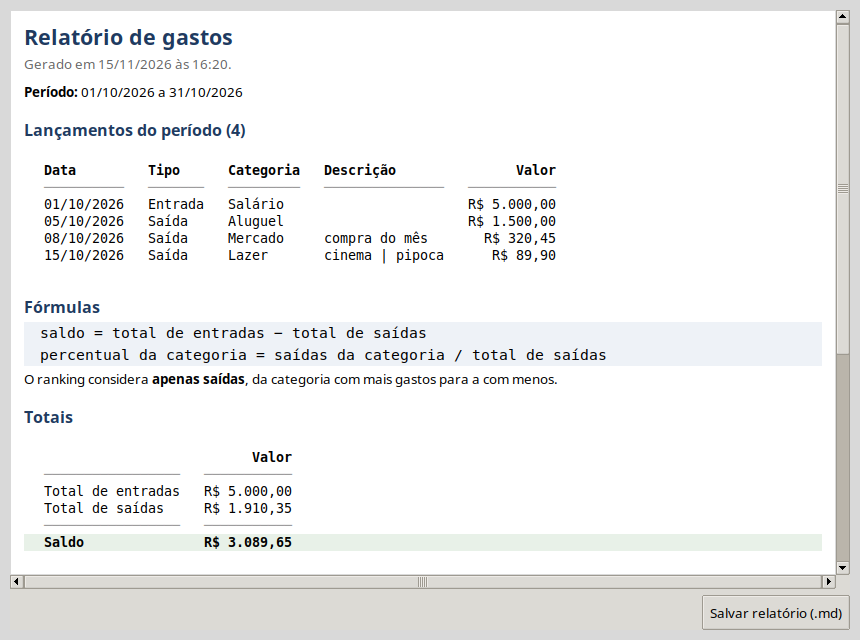 Relatório de gastos
Gerado em 15/11/2026 às 16:20.
Período: 01/10/2026 a 31/10/2026
Lançamentos do período (4)
Data Tipo Categoria Descrição Valor
01/10/2026 Entrada Salário R$ 5.000,00
05/10/2026 Saída Aluguel R$ 1.500,00
08/10/2026 Saída Mercado compra do mês R$ 320,45
15/10/2026 Saída Lazer cinema | pipoca R$ 89,90
Fórmulas
saldo = total de entradas − total de saídas
percentual da categoria = saídas da categoria / total de saídas
O ranking considera apenas saídas, da categoria com mais gastos para a com menos.
Totais
Valor
Total de entradas R$ 5.000,00
Total de saídas R$ 1.910,35
Saldo R$ 3.089,65
Salvar relatório (.md)